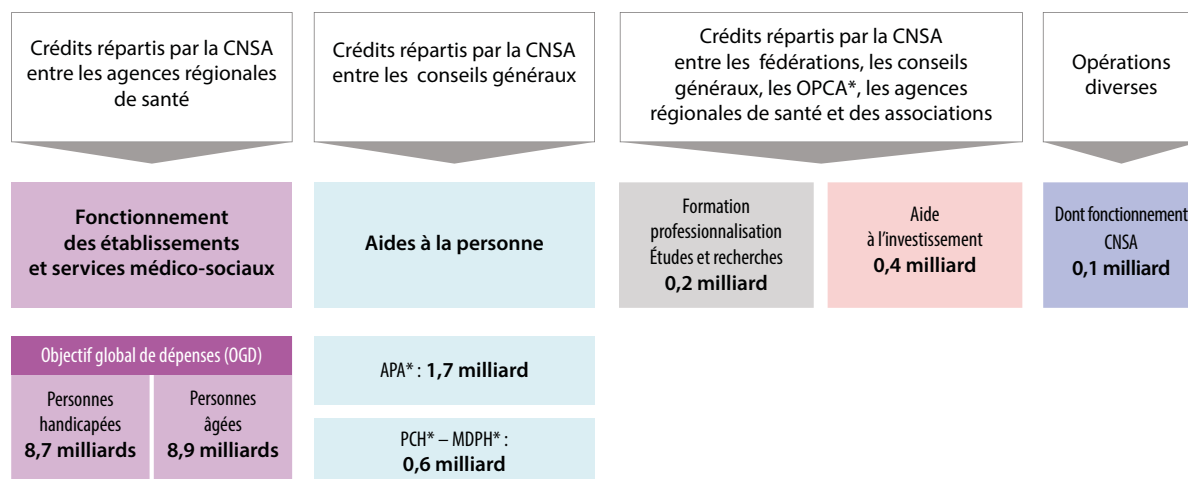 Crédits répartis par la CNSA
entre les agences régionales
de santé
Crédits répartis par la CNSA
entre les conseils généraux
Crédits répartis par la CNSA
entre les fédérations, les conseils
généraux, les OPCA*, les agences
régionales de santé et des associations
Opérations
diverses
Fonctionnement
des établissements
et services médico-sociaux
Aides à la personne
Formation
professionnalisation
Études et recherches
0,2 milliard
Aide
à l'investissement
0,4 milliard
Dont fonctionnement
CNSA
0,1 milliard
Objectif global de dépenses (OGD)
Personnes
handicapées
8,7 milliards
Personnes
âgées
8,9 milliards
APA* : 1,7 milliard
PCH* – MDPH* :
0,6 milliard